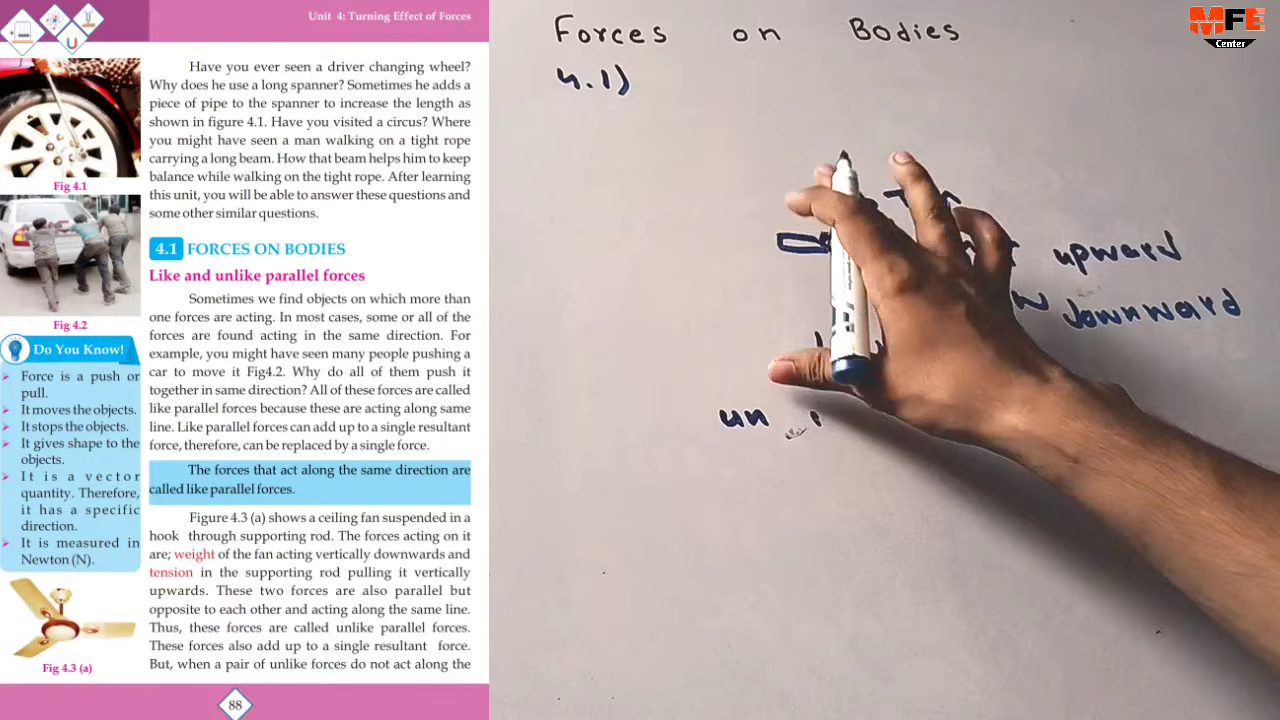 Unit 4: Turning Effect of Forces
Have you ever seen a driver changing wheel?
Why does he use a long spanner? Sometimes he adds a
piece of pipe to the spanner to increase the length as
shown in figure 4.1. Have you visited a circus? Where
you might have seen a man walking on a tight rope
carrying a long beam. How that beam helps him to keep
balance while walking on the tight rope. After learning
this unit, you will be able to answer these questions and
some other similar questions.
Fig 4.1
Fig 4.2
4.1 FORCES ON BODIES
Like and unlike parallel forces
Sometimes we find objects on which more than
one forces are acting. In most cases, some or all of the
forces are found acting in the same direction. For
example, you might have seen many people pushing a
car to move it Fig4.2. Why do all of them push it
together in same direction? All of these forces are called
like parallel forces because these are acting along same
line. Like parallel forces can add up to a single resultant
force, therefore, can be replaced by a single force.
The forces that act along the same direction are
called like parallel forces.
Figure 4.3 (a) shows a ceiling fan suspended in a
hook through supporting rod. The forces acting on it
are; weight of the fan acting vertically downwards and
tension in the supporting rod pulling it vertically
upwards. These two forces are also parallel but
opposite to each other and acting along the same line.
Thus, these forces are called unlike parallel forces.
These forces also add up to a single resultant force.
But, when a pair of unlike forces do not act along the
Do You Know!
Force is a push or
pull.
It moves the objects.
It stops the objects.
It gives shape to the
objects.
It is a vector
quantity. Therefore,
it has a specific
direction.
It is measured in
Newton (N).
Fig 4.3 (a)
88
Forces on Bodies
4.1)
upward
downward
un
MFE
Center